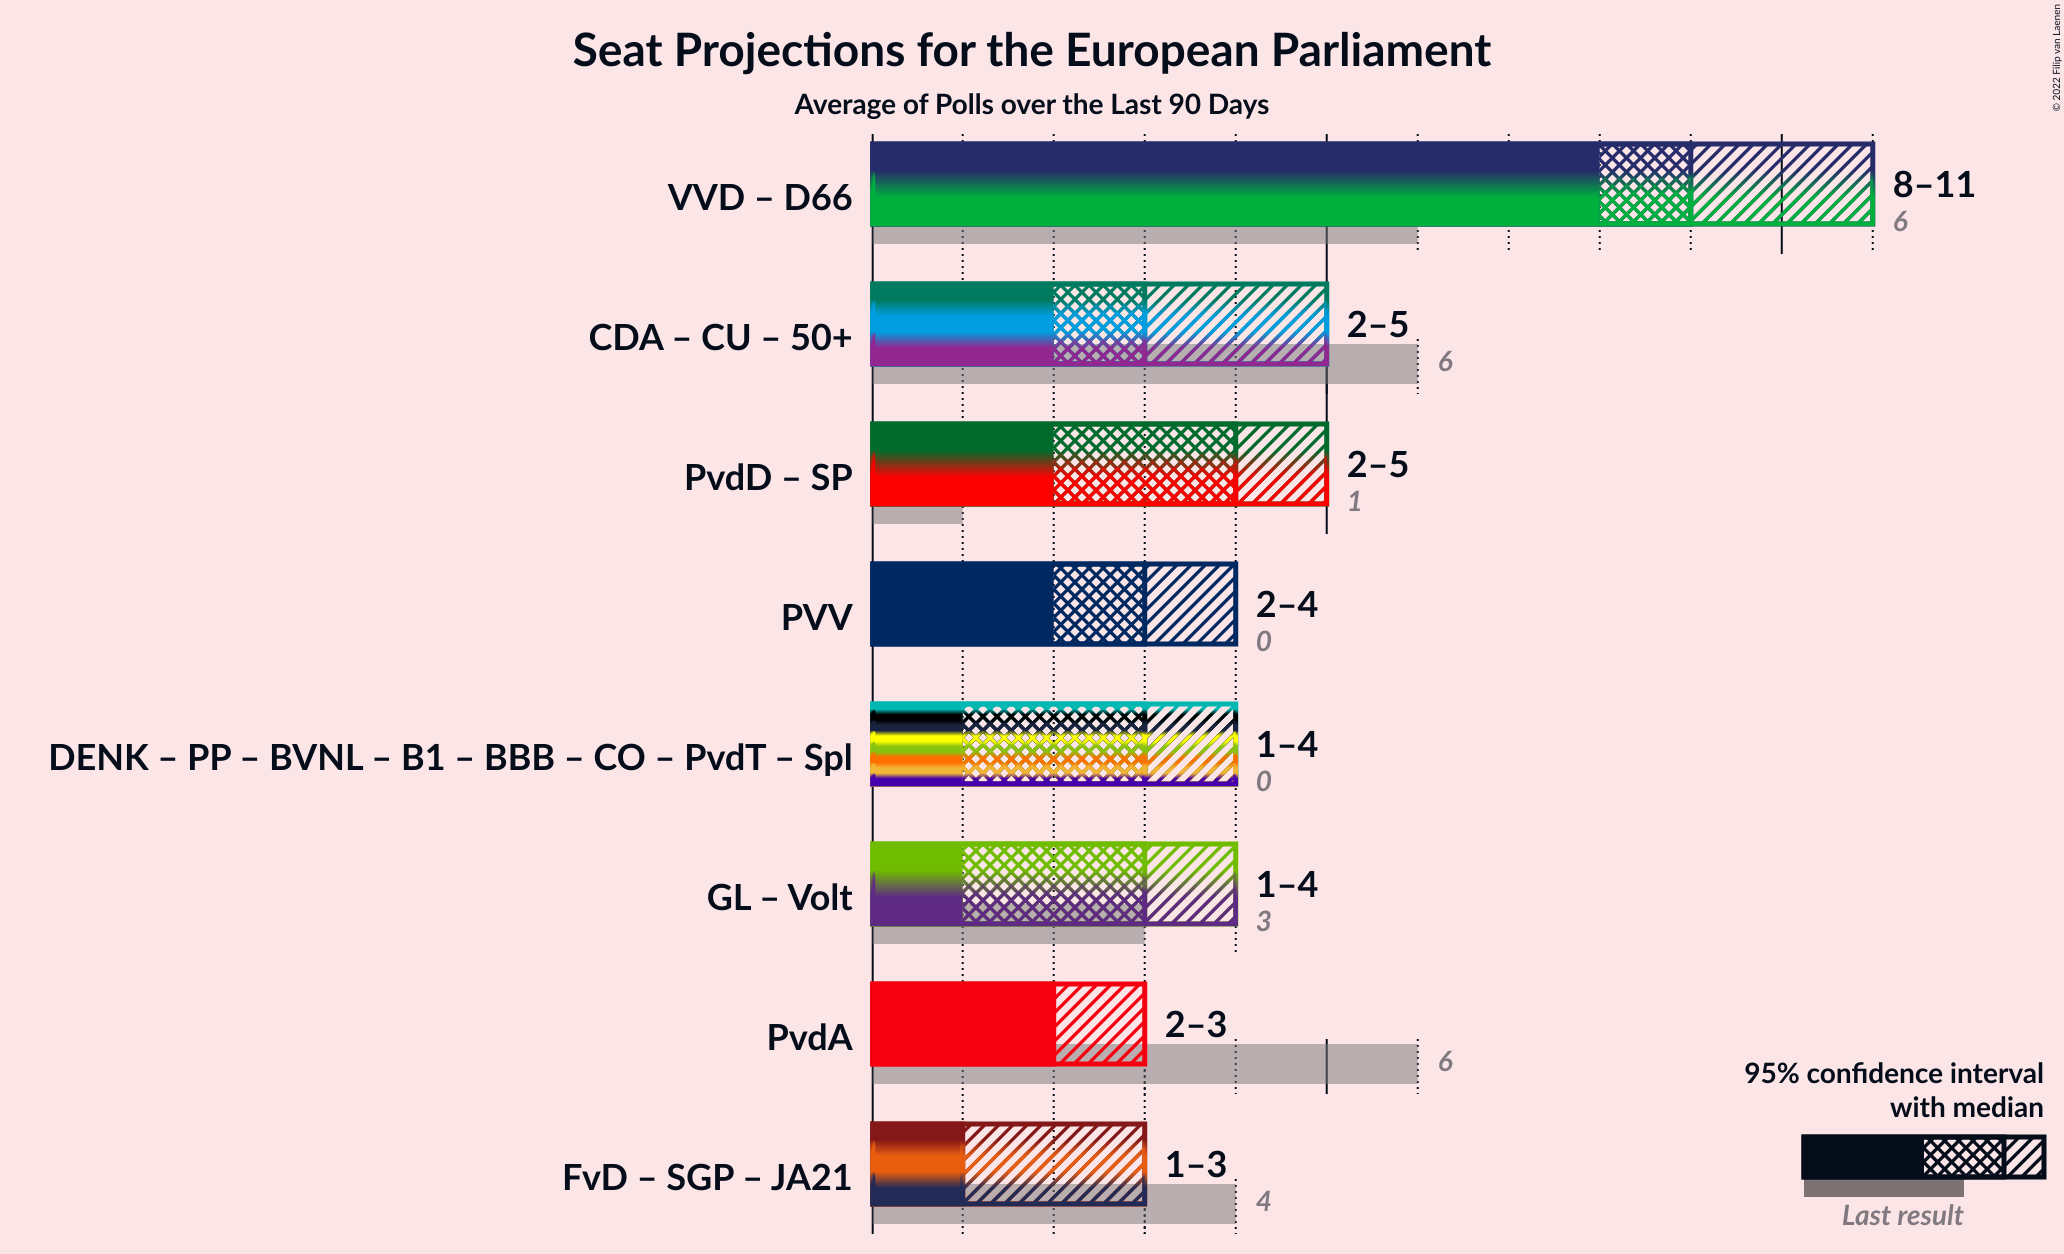 Seat Projections for the European Parliament
Average of Polls over the Last 90 Days
© 2022 Filip van Laenen
VVD – D66
8–11
6
CDA – CU – 50+
2–5
6
PvdD – SP
2–5
1
PVV
2–4
0
DENK – PP – BVNL – B1 – BBB – CO – PvdT – Spl
1–4
0
GL – Volt
1–4
3
PvdA
2–3
6
FvD – SGP – JA21
1–3
4
95% confidence interval
with median
Last result